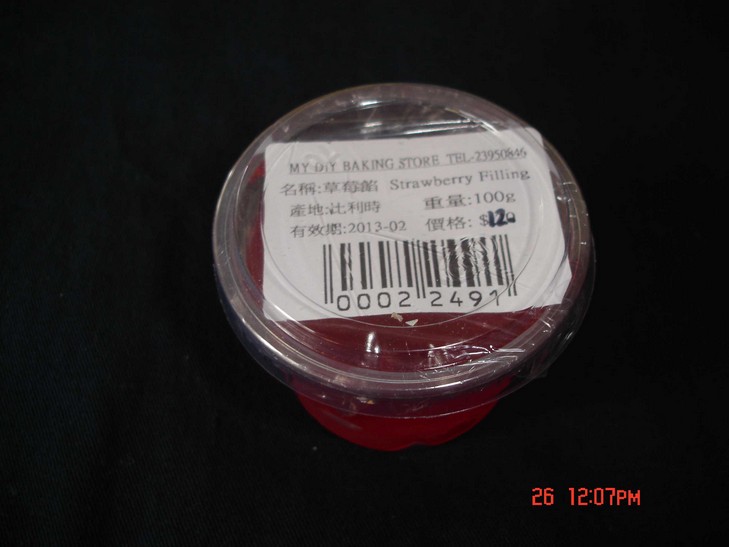 MY DIY BAKING STORE TEL-23950846
名稱:草莓餡 Strawberry Filling
產地:比利時 重量:100g
有效期:2013-02 價格: $12
0002 2491
26 12:07PM